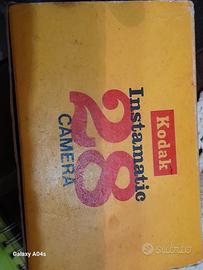 Kodak
Instamatic
28
CAMERA
Galaxy A04s
subito